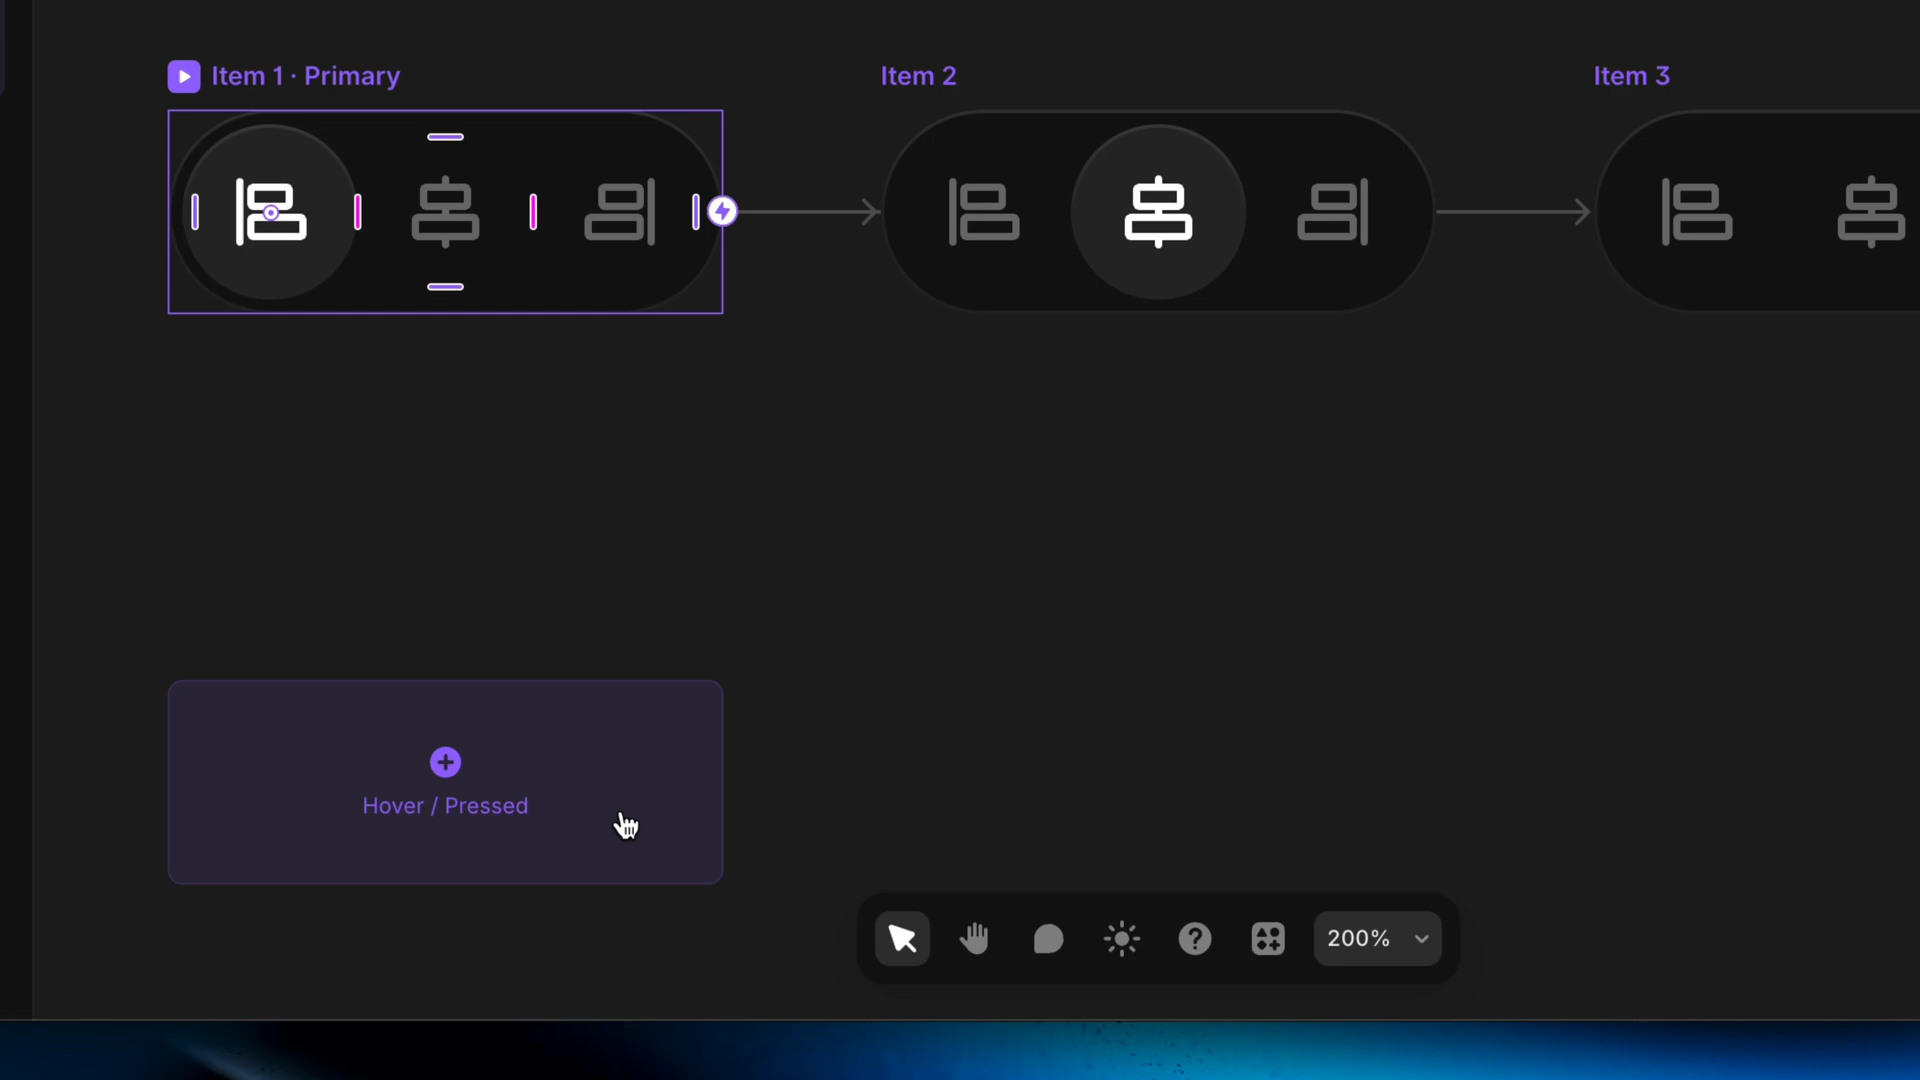 Item 1 · Primary
Item 2
Item 3
Hover / Pressed
200%